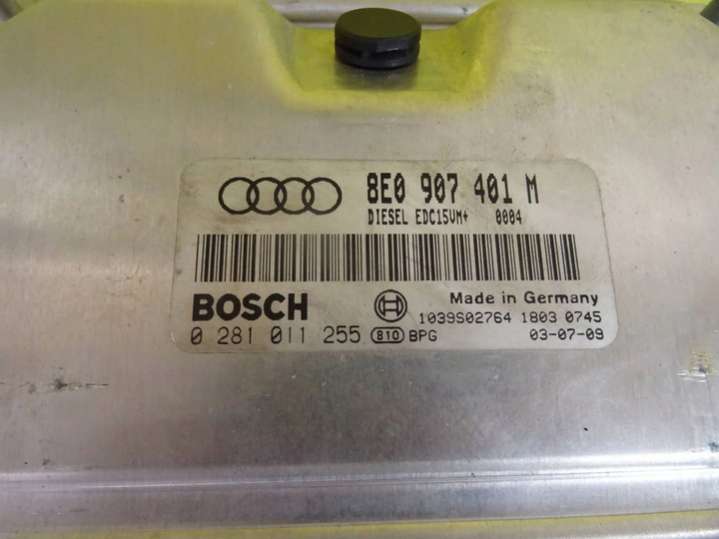 8E0 907 401 M
DIESEL EDC15VM+ 0004
BOSCH
Made in Germany
1039S02764 1803 0745
0 281 011 255 810 BPG 03-07-09